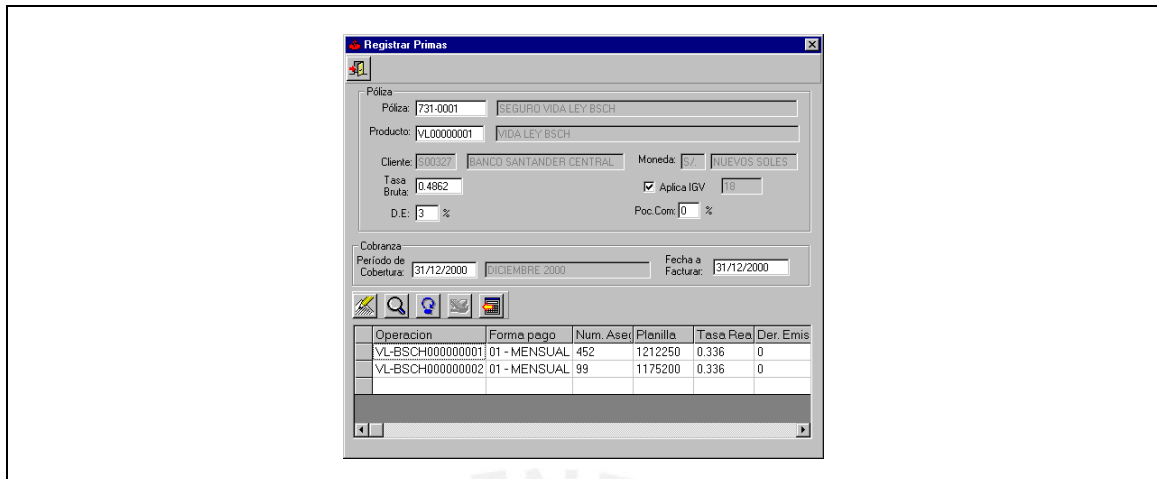 Registrar Primas
Póliza
Póliza: 731-0001 SEGURO VIDA LEY BSCH
Producto: VL00000001 VIDA LEY BSCH
Cliente: S00327 BANCO SANTANDER CENTRAL Moneda: S/. NUEVOS SOLES
Tasa Bruta: 0.4862 Aplica IGV 18
D.E: 3 % Poc.Com: 0 %
Cobranza
Período de Cobertura: 31/12/2000 DICIEMBRE 2000 Fecha a Facturar: 31/12/2000
Operacion Forma pago Num. Aseg Planilla Tasa Rea Der. Emis
VL-BSCH000000001 01 - MENSUAL 452 1212250 0.336 0
VL-BSCH000000002 01 - MENSUAL 99 1175200 0.336 0